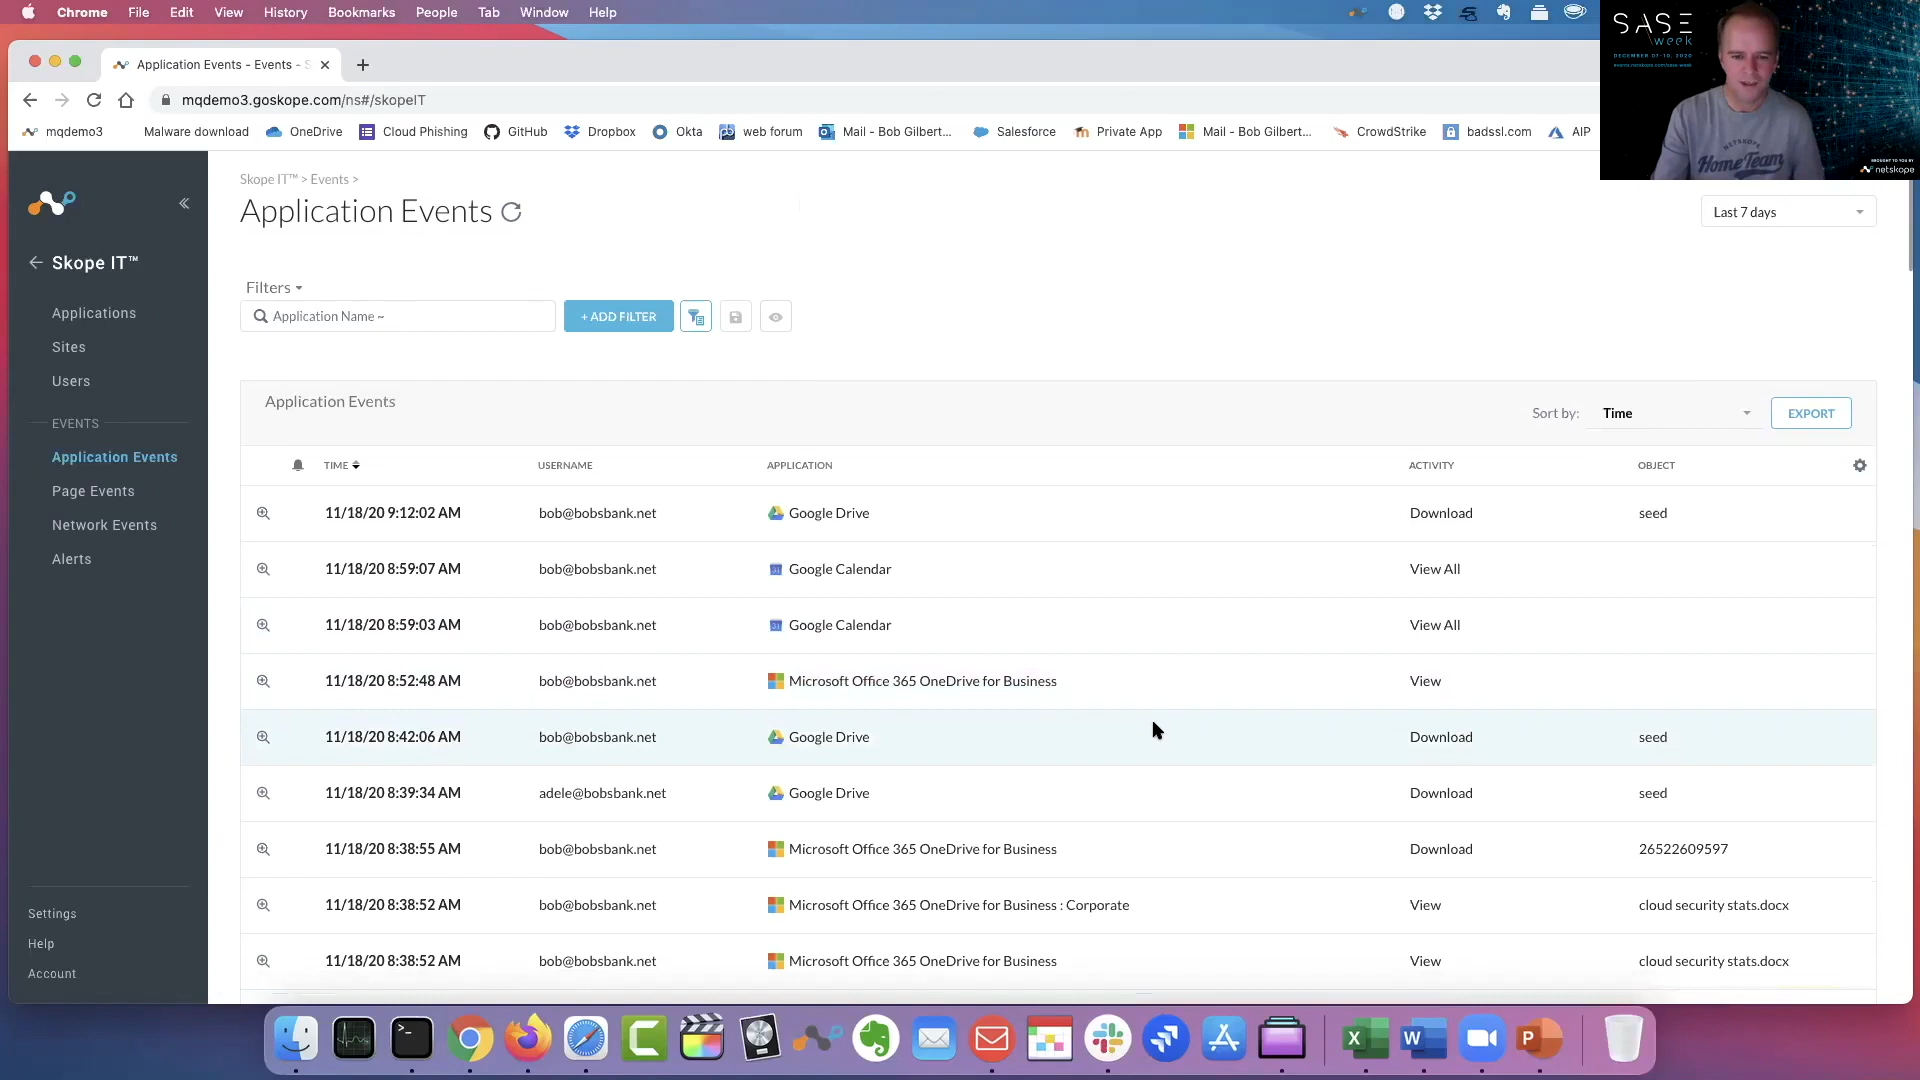 Chrome File Edit View History Bookmarks People Tab Window Help
SASE
week
DECEMBER 07-10, 2020
events.netskope.com/sase-week
NETSKOPE
HomeTeam
BROUGHT TO YOU BY
netskope
Application Events - Events - S
mqdemo3.goskope.com/ns#/skopeIT
mqdemo3 Malware download OneDrive Cloud Phishing GitHub Dropbox Okta web forum Mail - Bob Gilbert... Salesforce Private App Mail - Bob Gilbert... CrowdStrike badssl.com AIP
Skope IT™
Applications
Sites
Users
EVENTS
Application Events
Page Events
Network Events
Alerts
Settings
Help
Account
Skope IT™ > Events >
Application Events
Last 7 days
Filters
Application Name ~
+ ADD FILTER
Application Events
Sort by: Time EXPORT
TIME USERNAME APPLICATION ACTIVITY OBJECT
11/18/20 9:12:02 AM bob@bobsbank.net Google Drive Download seed
11/18/20 8:59:07 AM bob@bobsbank.net Google Calendar View All
11/18/20 8:59:03 AM bob@bobsbank.net Google Calendar View All
11/18/20 8:52:48 AM bob@bobsbank.net Microsoft Office 365 OneDrive for Business View
11/18/20 8:42:06 AM bob@bobsbank.net Google Drive Download seed
11/18/20 8:39:34 AM adele@bobsbank.net Google Drive Download seed
11/18/20 8:38:55 AM bob@bobsbank.net Microsoft Office 365 OneDrive for Business Download 26522609597
11/18/20 8:38:52 AM bob@bobsbank.net Microsoft Office 365 OneDrive for Business : Corporate View cloud security stats.docx
11/18/20 8:38:52 AM bob@bobsbank.net Microsoft Office 365 OneDrive for Business View cloud security stats.docx